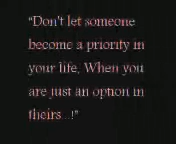 "Don't let someone
become a priority in
your life, When you
are just an option in
theirs...!"